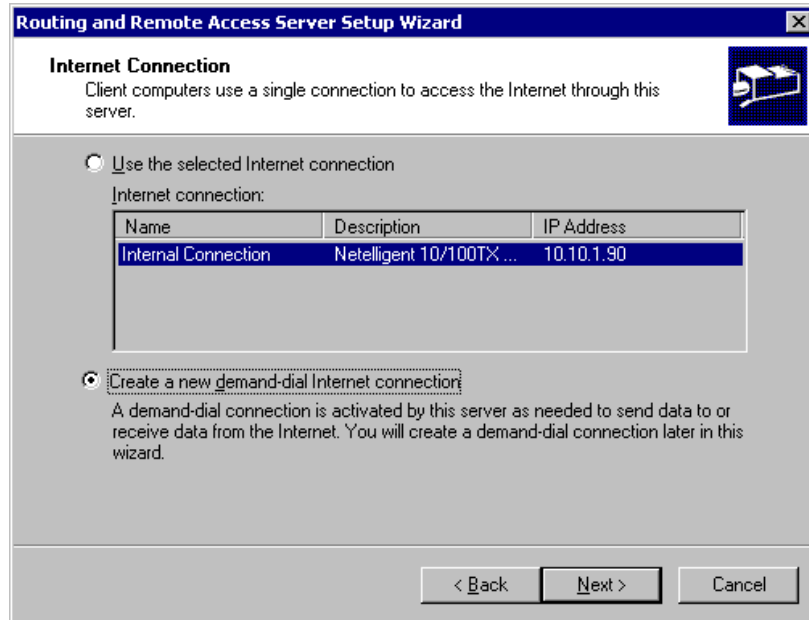 Routing and Remote Access Server Setup Wizard
Internet Connection
Client computers use a single connection to access the Internet through this
server.
Use the selected Internet connection
Internet connection:
Name Description IP Address
Internal Connection Netelligent 10/100TX ... 10.10.1.90
Create a new demand-dial Internet connection
A demand-dial connection is activated by this server as needed to send data to or
receive data from the Internet. You will create a demand-dial connection later in this
wizard.
< Back Next > Cancel